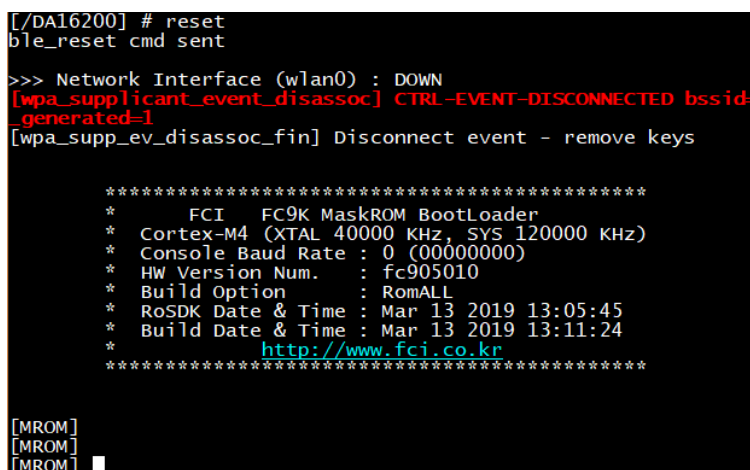 [/DA16200] # reset
ble_reset cmd sent
>>> Network Interface (wlan0) : DOWN
[wpa_supplicant_event_disassoc] CTRL-EVENT-DISCONNECTED bssid=
_generated=1
[wpa_supp_ev_disassoc_fin] Disconnect event - remove keys
*********************************************
* FCI FC9K MaskROM BootLoader
* Cortex-M4 (XTAL 40000 KHz, SYS 120000 KHz)
* Console Baud Rate : 0 (00000000)
* HW Version Num. : fc905010
* Build Option : RomALL
* RoSDK Date & Time : Mar 13 2019 13:05:45
* Build Date & Time : Mar 13 2019 13:11:24
* http://www.fci.co.kr
*********************************************
[MROM]
[MROM]
[MROM]